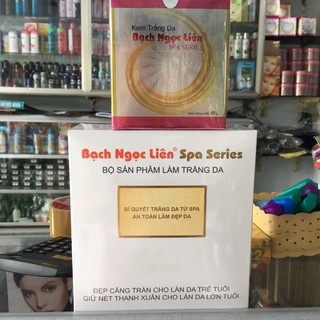 Kem Trắng Da
Bạch Ngọc Liên
SPA SERIES
Bạch Ngọc Liên® Spa Series
BỘ SẢN PHẨM LÀM TRẮNG DA
BÍ QUYẾT TRẮNG DA TỪ SPA
AN TOÀN LÀM ĐẸP DA
ĐẸP CĂNG TRÀN CHO LÀN DA TRẺ TUỔI
GIỮ NÉT THANH XUÂN CHO LÀN DA LỚN TUỔI